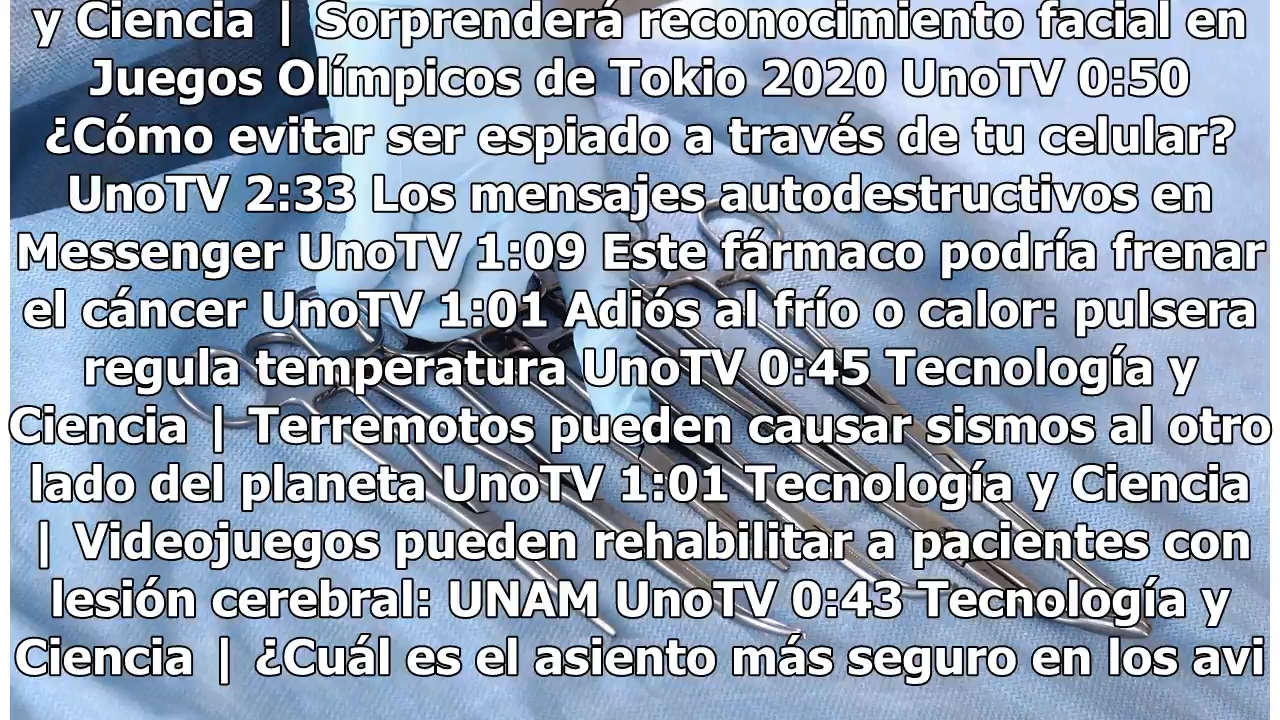 y Ciencia | Sorprenderá reconocimiento facial en
Juegos Olímpicos de Tokio 2020 UnoTV 0:50
¿Cómo evitar ser espiado a través de tu celular?
UnoTV 2:33 Los mensajes autodestructivos en
Messenger UnoTV 1:09 Este fármaco podría frenar
el cáncer UnoTV 1:01 Adiós al frío o calor: pulsera
regula temperatura UnoTV 0:45 Tecnología y
Ciencia | Terremotos pueden causar sismos al otro
lado del planeta UnoTV 1:01 Tecnología y Ciencia
| Videojuegos pueden rehabilitar a pacientes con
lesión cerebral: UNAM UnoTV 0:43 Tecnología y
Ciencia | ¿Cuál es el asiento más seguro en los avi